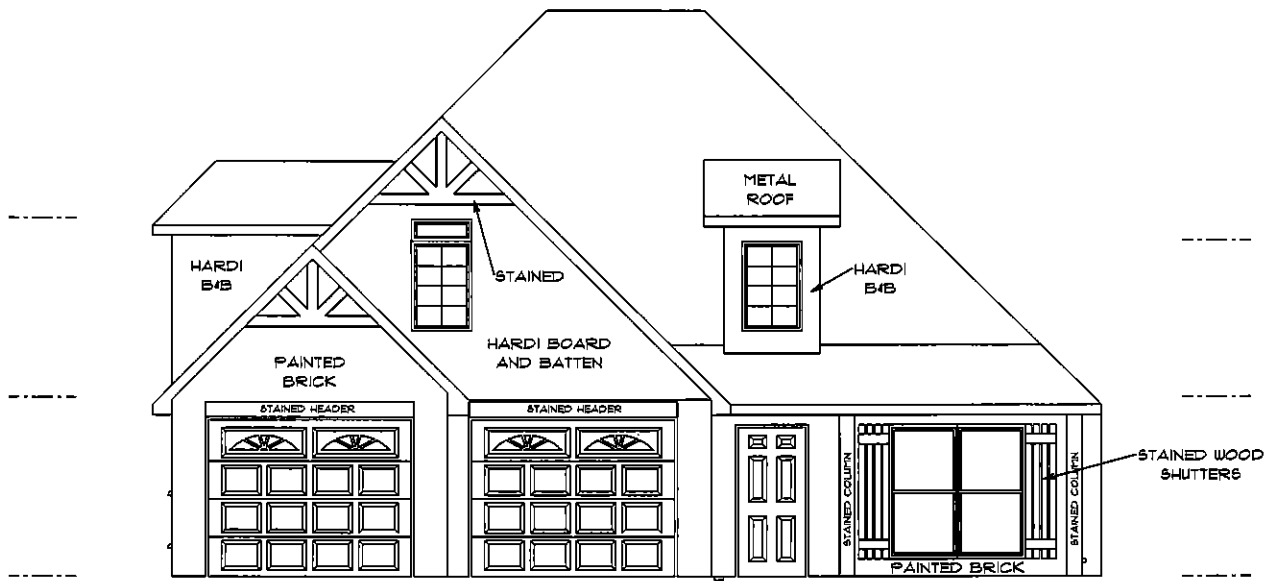 METAL
ROOF
HARDI
B&B
STAINED
HARDI
B&B
HARDI BOARD
AND BATTEN
PAINTED
BRICK
STAINED HEADER
STAINED HEADER
STAINED COLUMN
STAINED COLUMN
STAINED WOOD
SHUTTERS
PAINTED BRICK